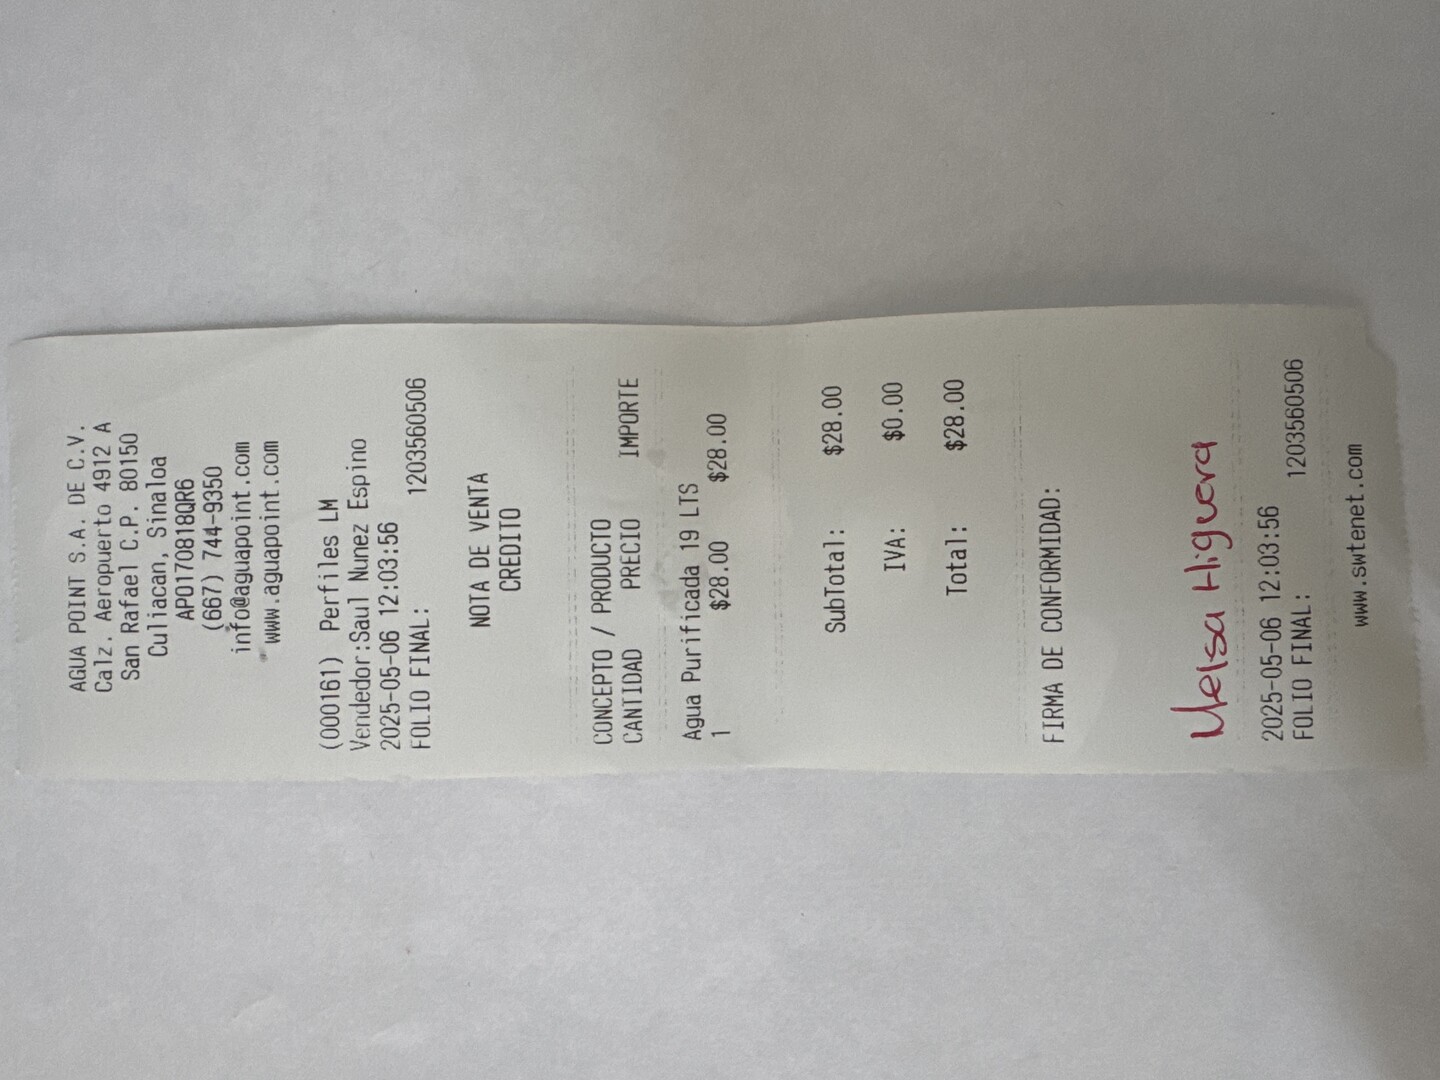 AGUA POINT S.A. DE C.V.
Calz. Aeropuerto 4912 A
San Rafael C.P. 80150
Culiacan, Sinaloa
APO170818QR6
(667) 744-9350
info@aguapoint.com
www.aguapoint.com
(000161) Perfiles LM
Vendedor:Saul Nunez Espino
2025-05-06 12:03:56
FOLIO FINAL: 1203560506
NOTA DE VENTA
CREDITO
CONCEPTO / PRODUCTO
CANTIDAD PRECIO IMPORTE
Agua Purificada 19 LTS
1 $28.00 $28.00
SubTotal: $28.00
IVA: $0.00
Total: $28.00
FIRMA DE CONFORMIDAD:
Melsa Higuera
2025-05-06 12:03:56
FOLIO FINAL: 1203560506
www.swtenet.com